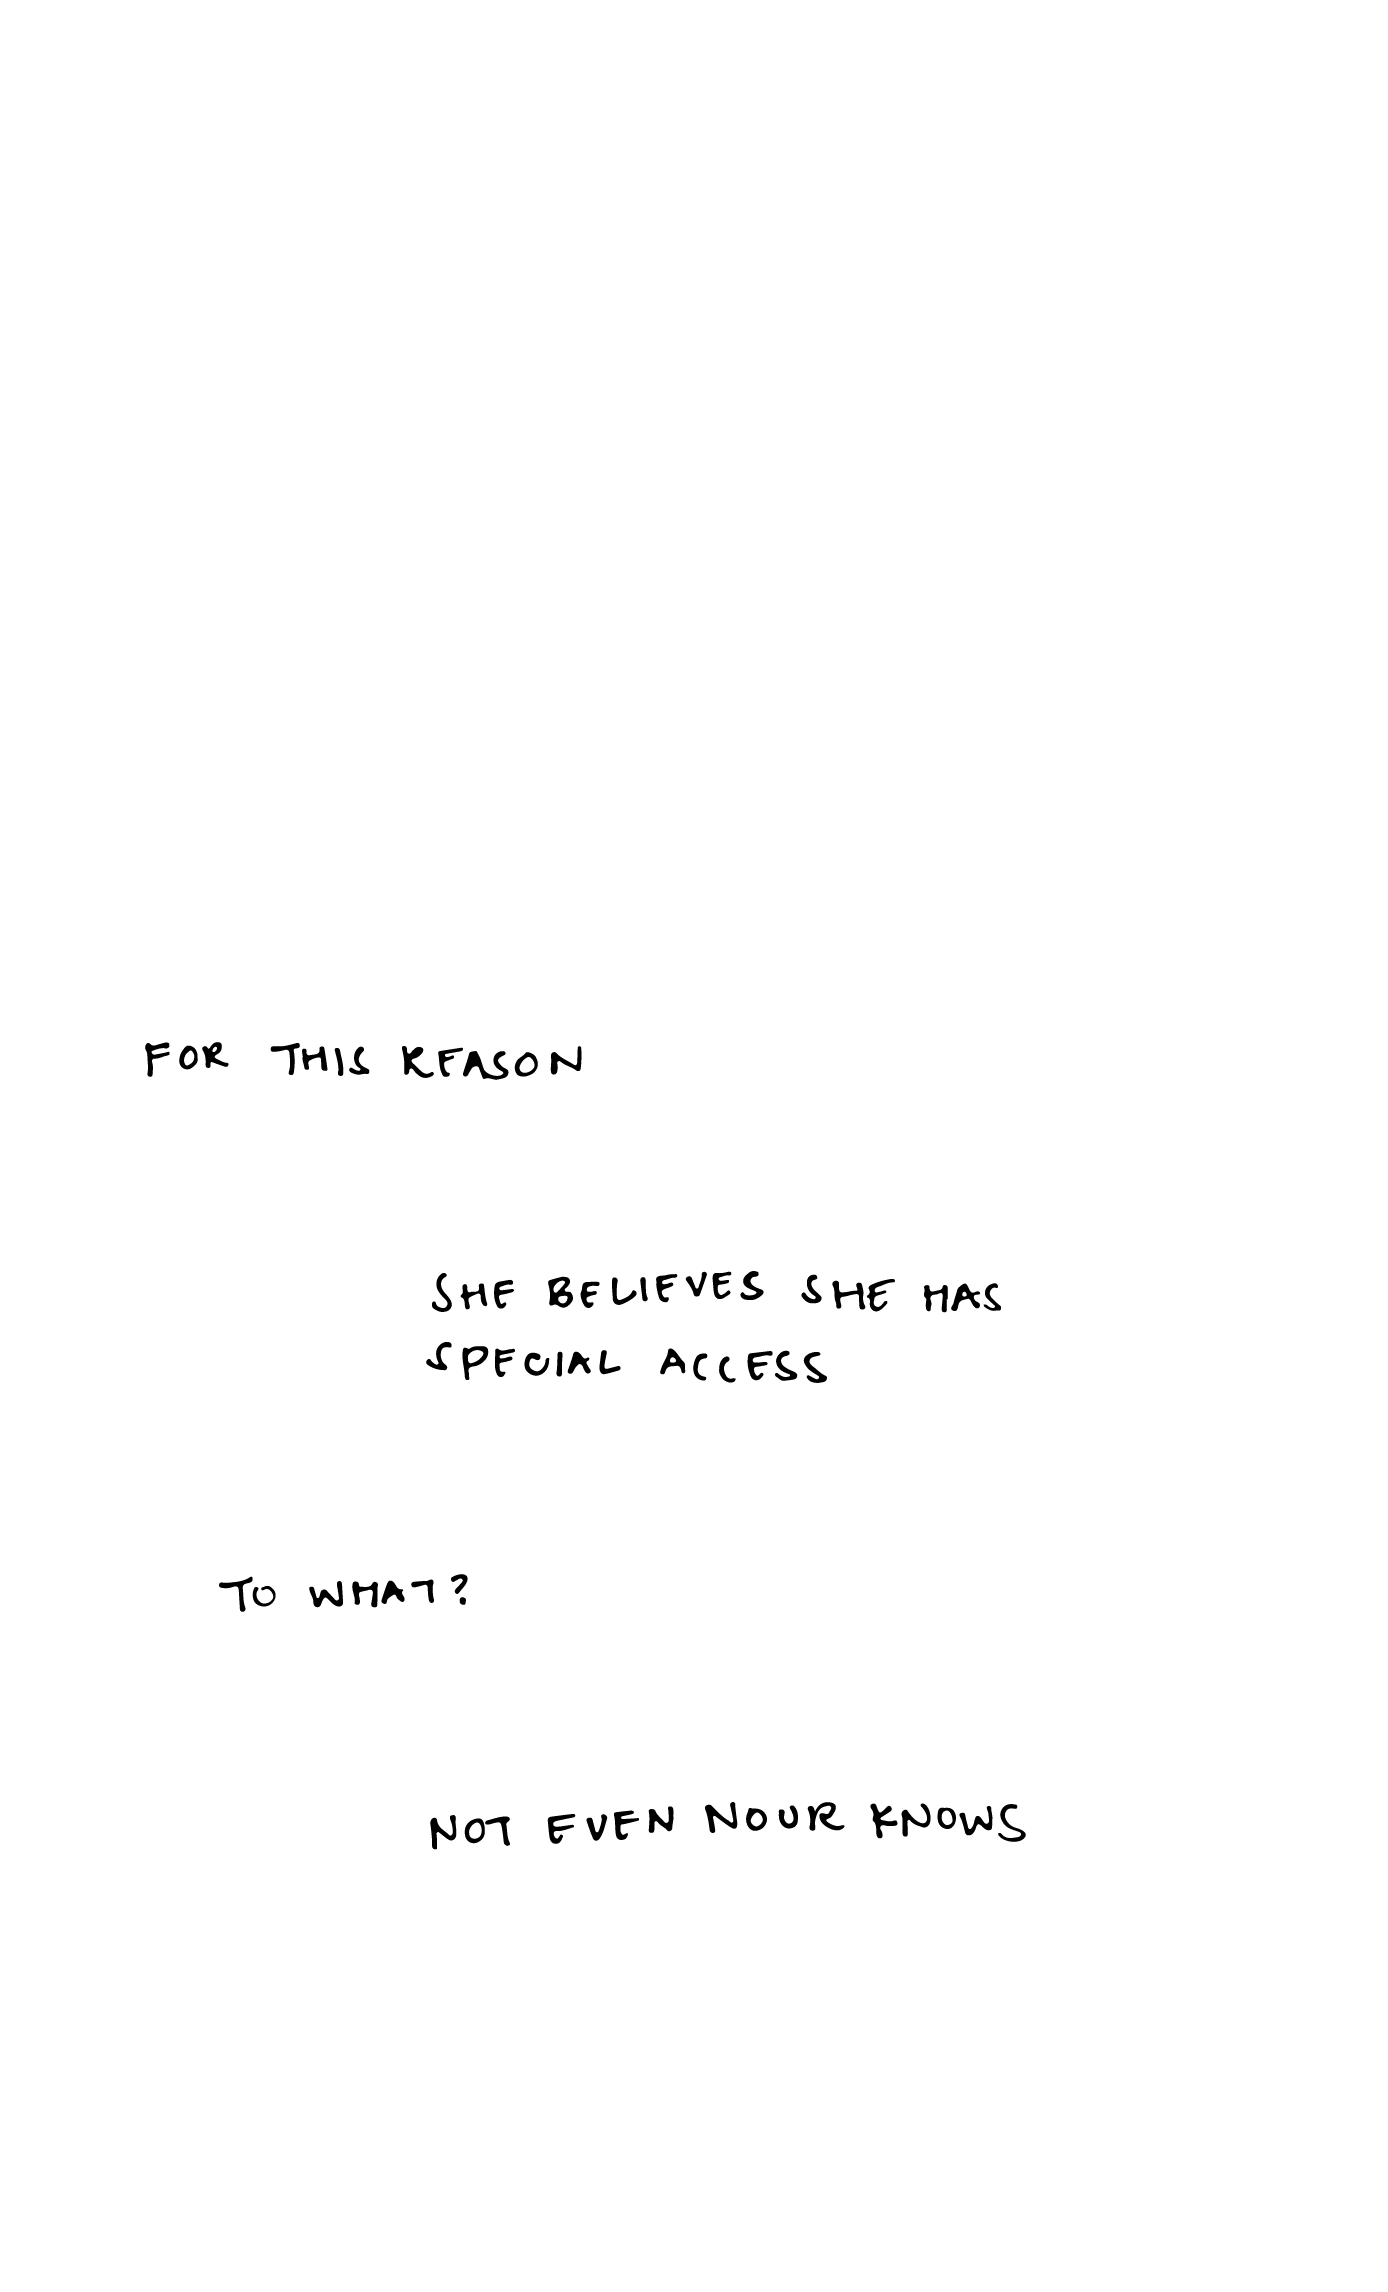 FOR THIS REASON
SHE BELIEVES SHE HAS
SPECIAL ACCESS
TO WHAT?
NOT EVEN NOUR KNOWS